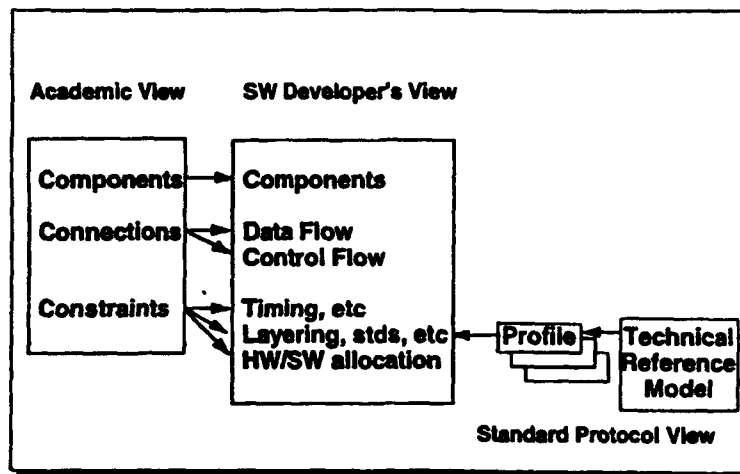 Academic View
SW Developer's View
Components
Connections
Constraints
Components
Data Flow
Control Flow
Timing, etc
Layering, stds, etc
HW/SW allocation
Profile
Technical
Reference
Model
Standard Protocol View